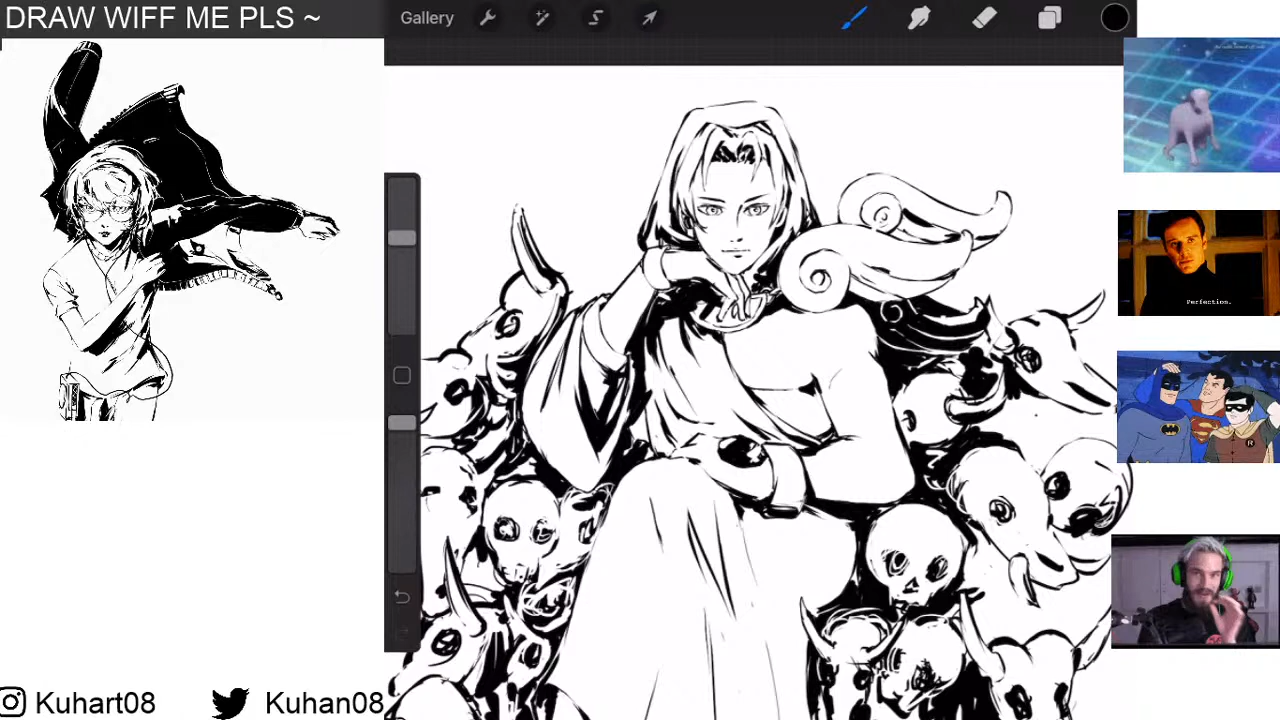 DRAW WIFF ME PLS ~
Gallery
Perfection.
Kuhart08
Kuhan08